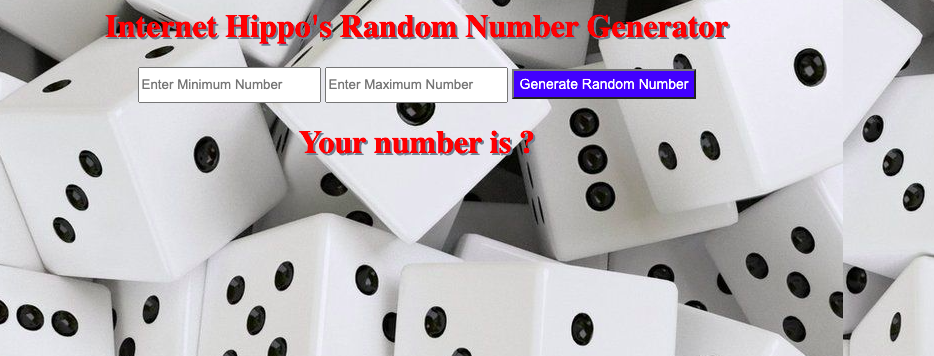 Internet Hippo's Random Number Generator
Enter Minimum Number Enter Maximum Number Generate Random Number
Your number is ?